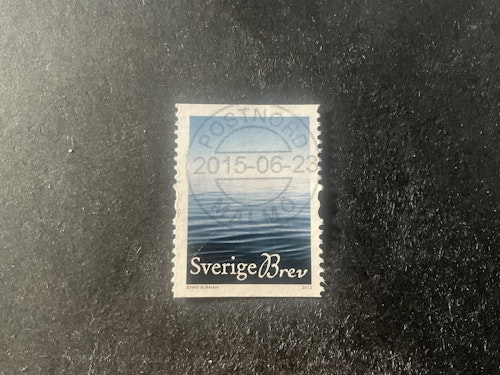 POSTNORD
2015-06-23
MALMÖ
Sverige Brev